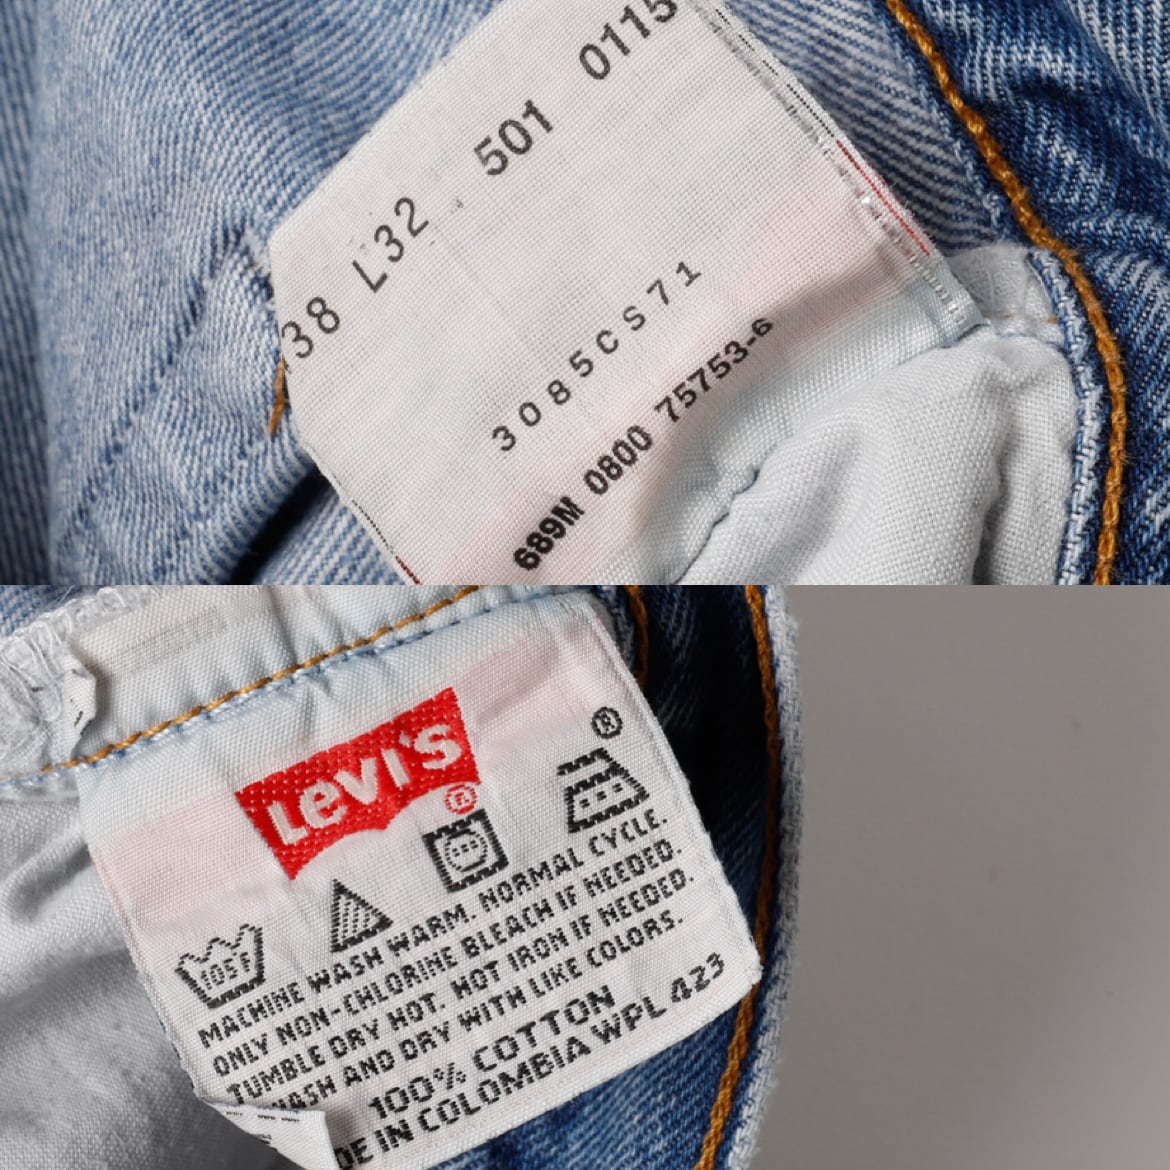 38 L32 501 0115
3085CS71
689M 0800 75753-6
LEVI'S
®
®
105F
MACHINE WASH WARM. NORMAL CYCLE.
ONLY NON-CHLORINE BLEACH IF NEEDED.
TUMBLE DRY HOT. HOT IRON IF NEEDED.
WASH AND DRY WITH LIKE COLORS.
100% COTTON
DE IN COLOMBIA WPL 423